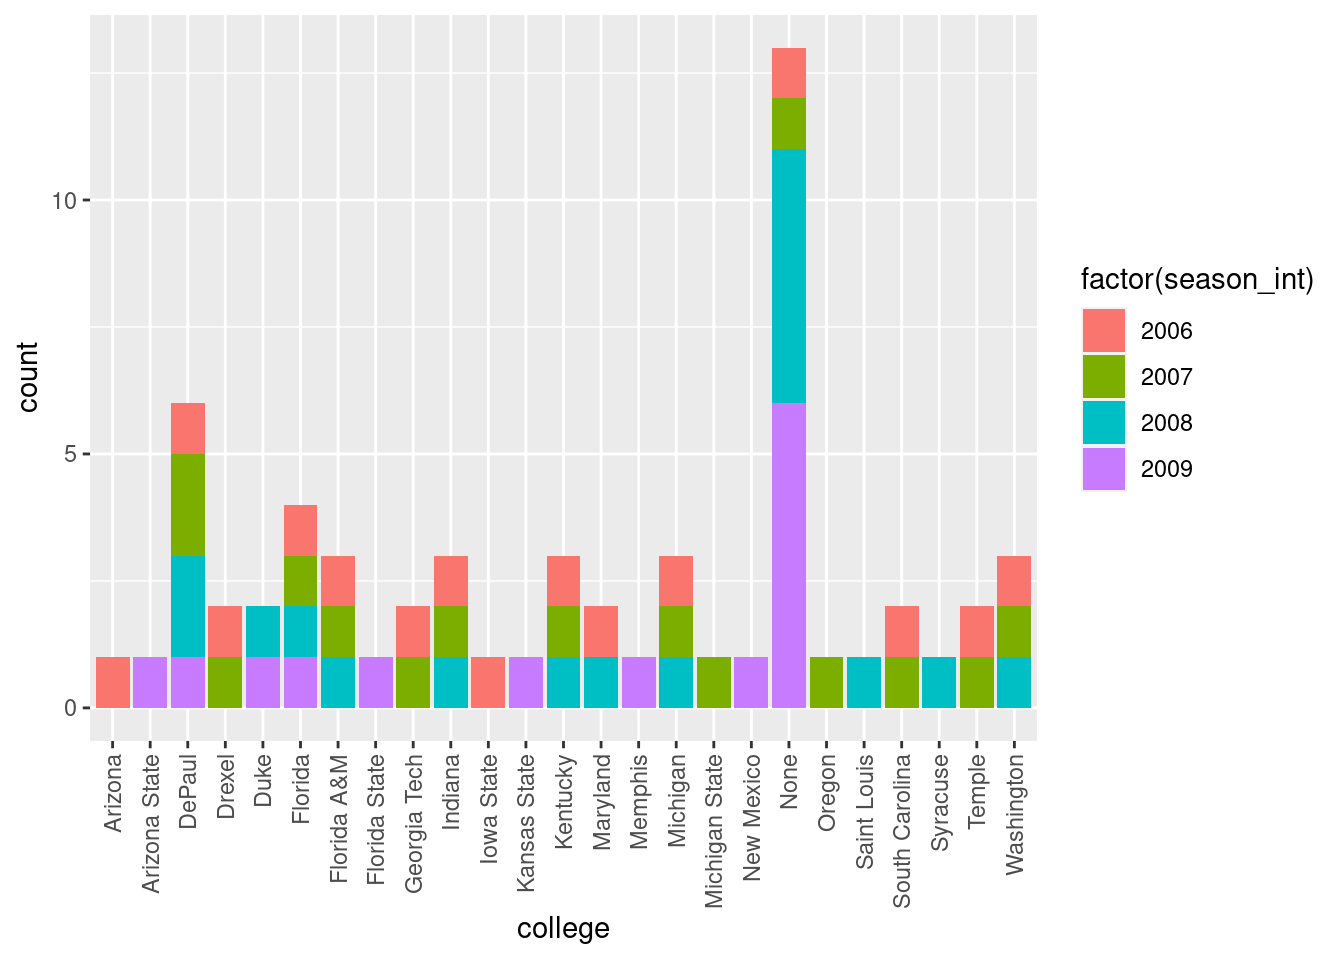 10
5
0
count
Arizona
Arizona State
DePaul
Drexel
Duke
Florida
Florida A&M
Florida State
Georgia Tech
Indiana
Iowa State
Kansas State
Kentucky
Maryland
Memphis
Michigan
Michigan State
New Mexico
None
Oregon
Saint Louis
South Carolina
Syracuse
Temple
Washington
college
factor(season_int)
2006
2007
2008
2009